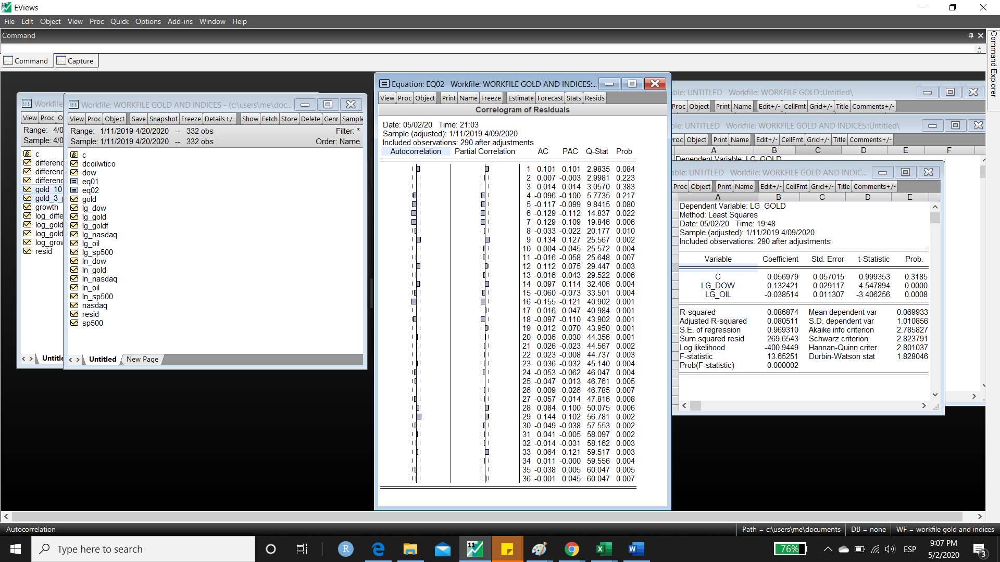 EViews
File Edit Object View Proc Quick Options Add-ins Window Help
Command
Command Capture
Command Explorer
Workfile
View Proc O
Range: 4/0
Sample: 4/0
c
differenc
differenc
differenc
gold_10
gold_3_
growth
log_diffe
log_gold
log_gold
log_grow
resid
Untitle
Workfile: WORKFILE GOLD AND INDICES - (c:\users\me\doc...
View Proc Object Save Snapshot Freeze Details+/- Show Fetch Store Delete Genr Sample
Range: 1/11/2019 4/20/2020 -- 332 obs Filter: *
Sample: 1/11/2019 4/20/2020 -- 332 obs Order: Name
c
dcoilwtico
dow
eq01
eq02
gold
lg_dow
lg_gold
lg_goldf
lg_nasdaq
lg_oil
lg_sp500
ln_dow
ln_gold
ln_nasdaq
ln_oil
ln_sp500
nasdaq
resid
sp500
Untitled New Page
Equation: EQ02 Workfile: WORKFILE GOLD AND INDICES:...
View Proc Object Print Name Freeze Estimate Forecast Stats Resids
Correlogram of Residuals
Date: 05/02/20 Time: 21:03
Sample (adjusted): 1/11/2019 4/09/2020
Included observations: 290 after adjustments
Autocorrelation Partial Correlation AC PAC Q-Stat Prob
1 0.101 0.101 2.9835 0.084
2 0.007 -0.003 2.9981 0.223
3 0.014 0.014 3.0570 0.383
4 -0.096 -0.100 5.7735 0.217
5 -0.117 -0.099 9.8415 0.080
6 -0.129 -0.112 14.837 0.022
7 -0.129 -0.109 19.846 0.006
8 -0.033 -0.022 20.177 0.010
9 0.134 0.127 25.567 0.002
10 0.004 -0.045 25.572 0.004
11 -0.016 -0.058 25.648 0.007
12 0.112 0.075 29.447 0.003
13 -0.016 -0.043 29.522 0.006
14 0.097 0.114 32.406 0.004
15 -0.060 -0.073 33.501 0.004
16 -0.155 -0.121 40.902 0.001
17 0.016 0.047 40.984 0.001
18 -0.097 -0.110 43.902 0.001
19 0.012 0.070 43.950 0.001
20 0.036 0.030 44.356 0.001
21 0.026 -0.023 44.567 0.002
22 0.023 -0.008 44.737 0.003
23 0.036 -0.032 45.140 0.004
24 -0.053 -0.062 46.047 0.004
25 -0.047 0.013 46.761 0.005
26 0.009 -0.026 46.785 0.007
27 -0.057 -0.014 47.816 0.008
28 0.084 0.100 50.075 0.006
29 0.144 0.102 56.781 0.002
30 -0.049 -0.038 57.553 0.002
31 0.041 -0.005 58.097 0.002
32 -0.014 -0.031 58.162 0.003
33 0.064 0.121 59.517 0.003
34 0.011 -0.000 59.556 0.004
35 -0.038 0.005 60.047 0.005
36 -0.001 0.045 60.047 0.007
ble: UNTITLED Workfile: WORKFILE GOLD::Untitled\
Proc Object Print Name Edit+/- CellFmt Grid+/- Title Comments+/-
ble: UNTITLED Workfile: WORKFILE GOLD AND INDICES::Untitled\
roc Object Print Name Edit+/- CellFmt Grid+/- Title Comments+/-
A B C D E F
Dependent Variable: LG_GOLD
able: UNTITLED Workfile: WORKFILE GOLD AND INDIC...
Proc Object Print Name Edit+/- CellFmt Grid+/- Title Comments+/-
A B C D E
Dependent Variable: LG_GOLD
Method: Least Squares
Date: 05/02/20 Time: 19:48
Sample (adjusted): 1/11/2019 4/09/2020
Included observations: 290 after adjustments
Variable Coefficient Std. Error t-Statistic Prob.
C 0.056979 0.057015 0.999353 0.3185
LG_DOW 0.132421 0.029117 4.547894 0.0000
LG_OIL -0.038514 0.011307 -3.406256 0.0008
R-squared 0.086874 Mean dependent var 0.069933
Adjusted R-squared 0.080511 S.D. dependent var 1.010856
S.E. of regression 0.969310 Akaike info criterion 2.785827
Sum squared resid 269.6543 Schwarz criterion 2.823791
Log likelihood -400.9449 Hannan-Quinn criter. 2.801037
F-statistic 13.65251 Durbin-Watson stat 1.828046
Prob(F-statistic) 0.000002
Autocorrelation Path = c:\users\me\documents DB = none WF = workfile gold and indices
Type here to search
76%
ESP
9:07 PM
5/2/2020
3